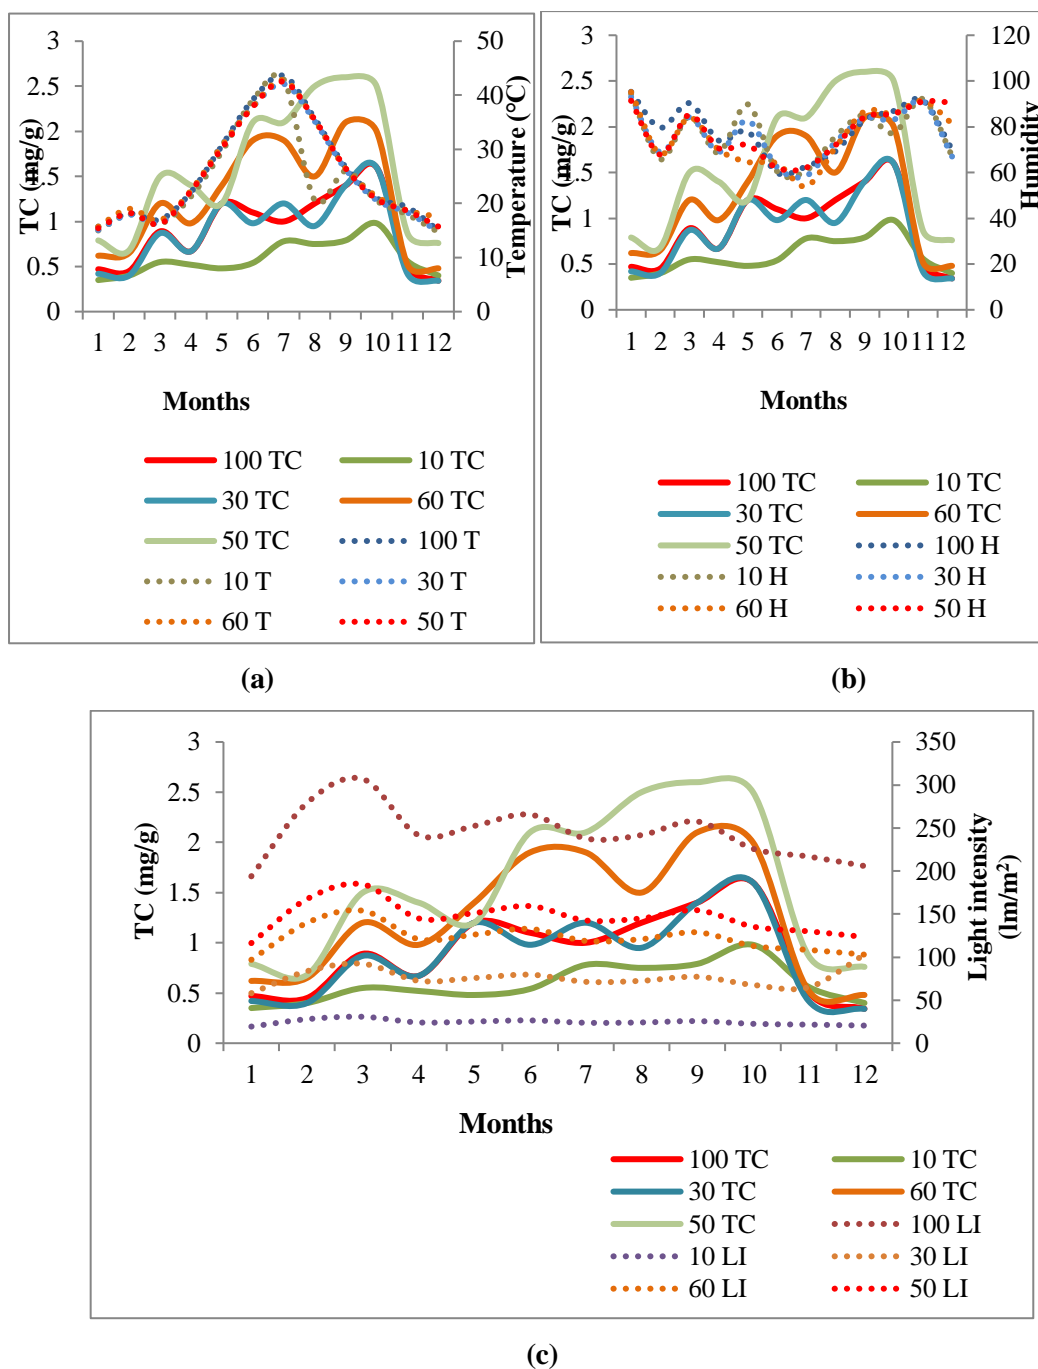 3
2.5
2
1.5
1
0.5
0
TC (mg/g)
50
40
30
20
10
0
Temperature (°C)
1 2 3 4 5 6 7 8 9 10 11 12
Months
100 TC 10 TC
30 TC 60 TC
50 TC 100 T
10 T 30 T
60 T 50 T
(a)
3
2.5
2
1.5
1
0.5
0
TC (mg/g)
120
100
80
60
40
20
0
Humidity
1 2 3 4 5 6 7 8 9 10 11 12
Months
100 TC 10 TC
30 TC 60 TC
50 TC 100 H
10 H 30 H
60 H 50 H
(b)
3
2.5
2
1.5
1
0.5
0
TC (mg/g)
350
300
250
200
150
100
50
0
Light intensity
(lm/m²)
1 2 3 4 5 6 7 8 9 10 11 12
Months
100 TC 10 TC
30 TC 60 TC
50 TC 100 LI
10 LI 30 LI
60 LI 50 LI
(c)